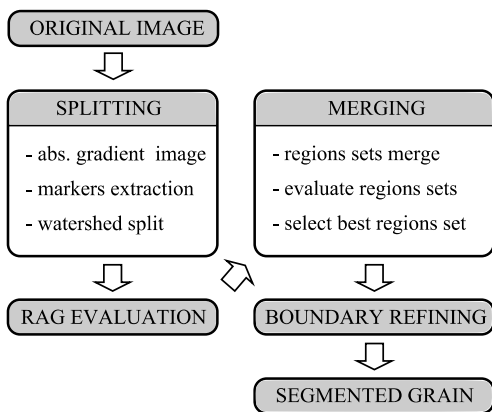 ORIGINAL IMAGE
SPLITTING
- abs. gradient image
- markers extraction
- watershed split
RAG EVALUATION
MERGING
- regions sets merge
- evaluate regions sets
- select best regions set
BOUNDARY REFINING
SEGMENTED GRAIN